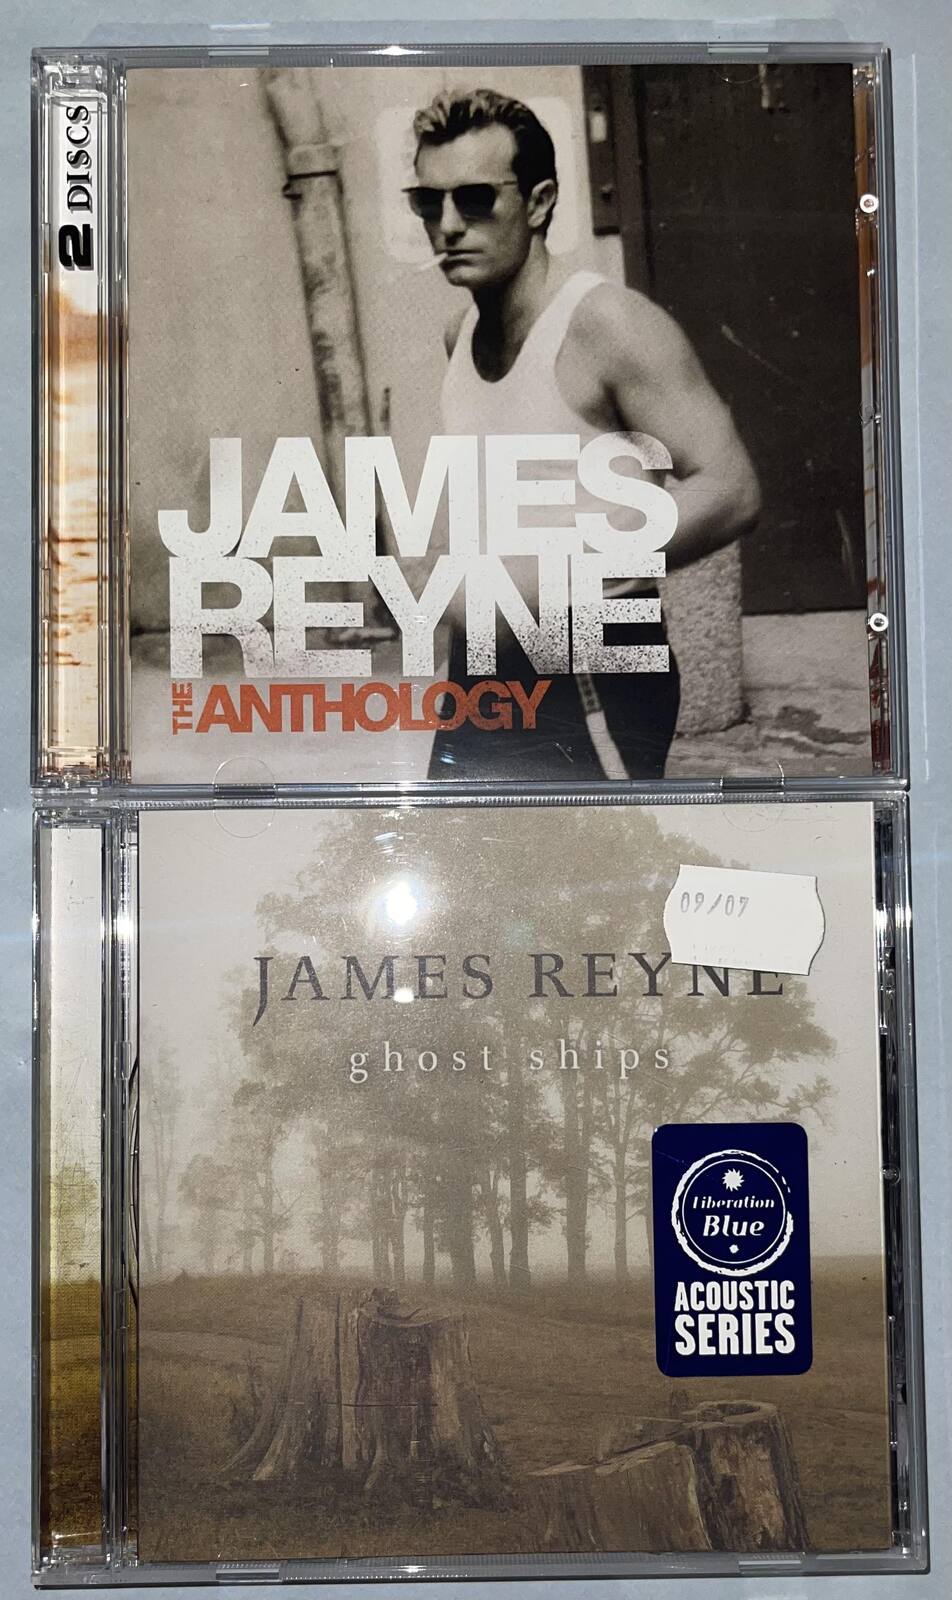 2 DISCS
JAMES
REYNE
THE ANTHOLOGY
09/07
JAMES REYNE
ghost ships
Liberation
Blue
ACOUSTIC
SERIES